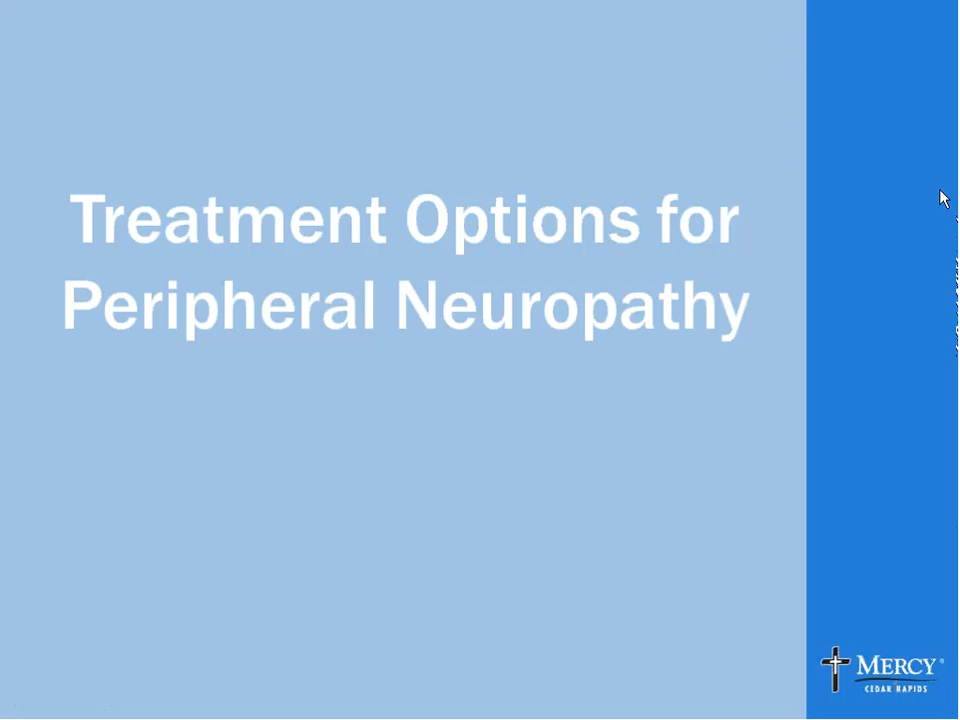 Treatment Options for
Peripheral Neuropathy
MERCY®
CEDAR RAPIDS